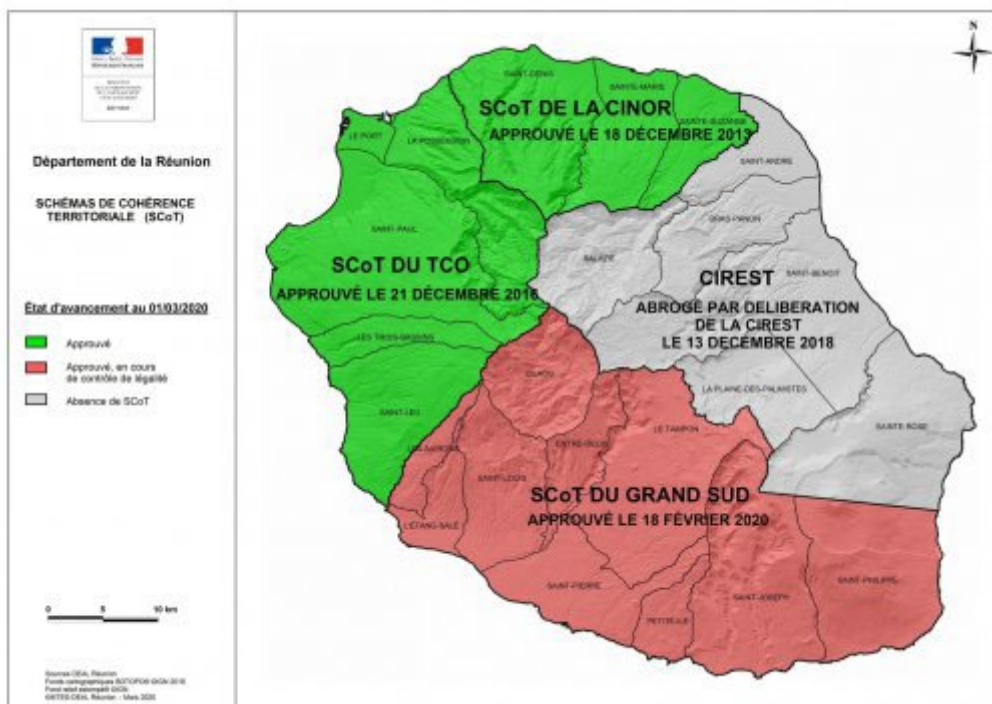 RÉPUBLIQUE FRANÇAISE
Département de la Réunion
SCHÉMAS DE COHÉRENCE
TERRITORIALE (SCoT)
État d'avancement au 01/03/2020
Approuvé
Approuvé, en cours
de contrôle de légalité
Absence de SCoT
0 5 10 km
Sources DEAL Réunion
N
SAINT-DENIS
SAINTE-MARIE
SCoT DE LA CINOR
SAINTE-SUZANNE
APPROUVÉ LE 18 DÉCEMBRE 2013
LE PORT
LA POSSESSION
SAINT-ANDRE
BRAS-PANON
SAINT-PAUL
SALAZIE
SCoT DU TCO
APPROUVÉ LE 21 DÉCEMBRE 2016
CIREST
SAINT-BENOIT
ABROGÉ PAR DELIBERATION
DE LA CIREST
LE 13 DÉCEMBRE 2018
LES TROIS-BASSINS
CILAOS
LA PLAINE-DES-PALMISTES
SAINT-LEU
LE TAMPON
SAINTE ROSE
LES AVIRONS
ENTRE-DEUX
SAINT-LOUIS
SCoT DU GRAND SUD
APPROUVÉ LE 18 FÉVRIER 2020
L'ÉTANG-SALÉ
SAINT-PIERRE
SAINT-PHILIPPE
SAINT-JOSEPH
PETITE-ILE